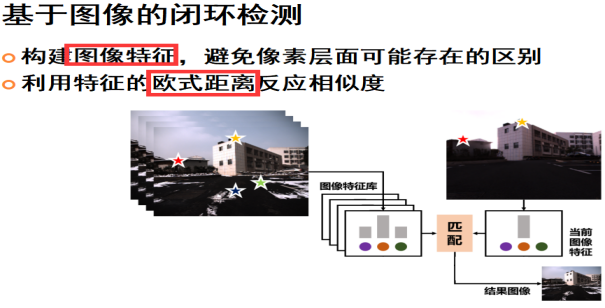 基于图像的闭环检测
构建图像特征，避免像素层面可能存在的区别
利用特征的欧式距离反应相似度
图像特征库
匹
配
当前
图像
特征
结果图像